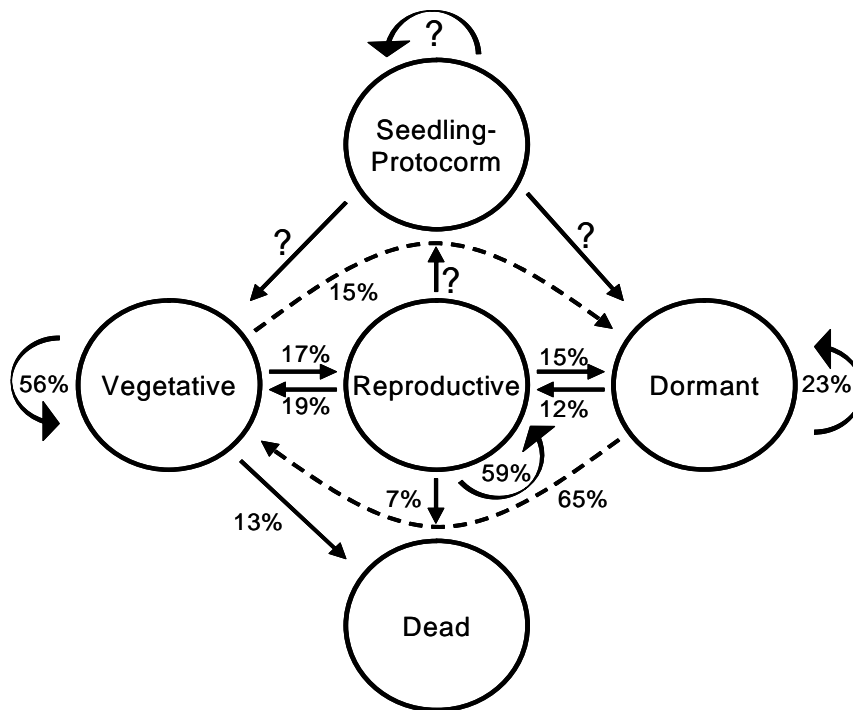 ?
Seedling-
Protocorm
?
?
15%
?
17%
15%
56%
Vegetative
Reproductive
Dormant
23%
19%
12%
59%
7%
65%
13%
Dead